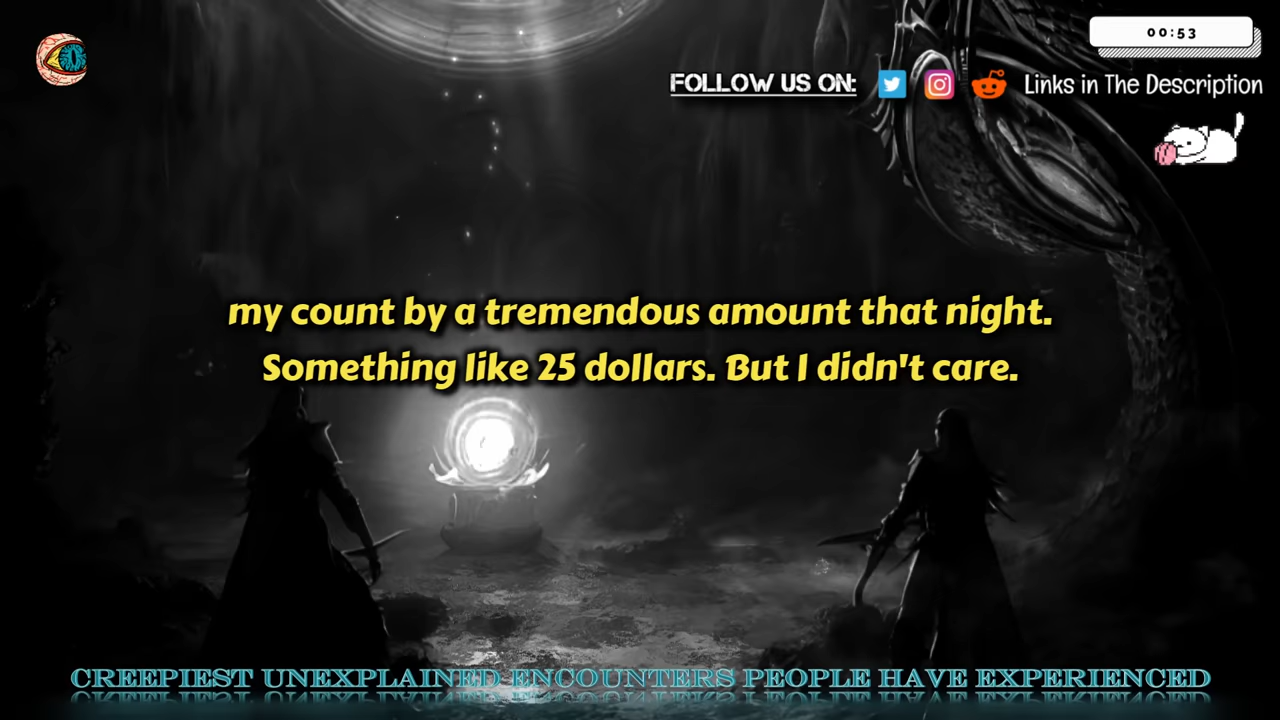 00:53
FOLLOW US ON: Links in The Description
my count by a tremendous amount that night.
Something like 25 dollars. But I didn't care.
CREEPIEST UNEXPLAINED ENCOUNTERS PEOPLE HAVE EXPERIENCED